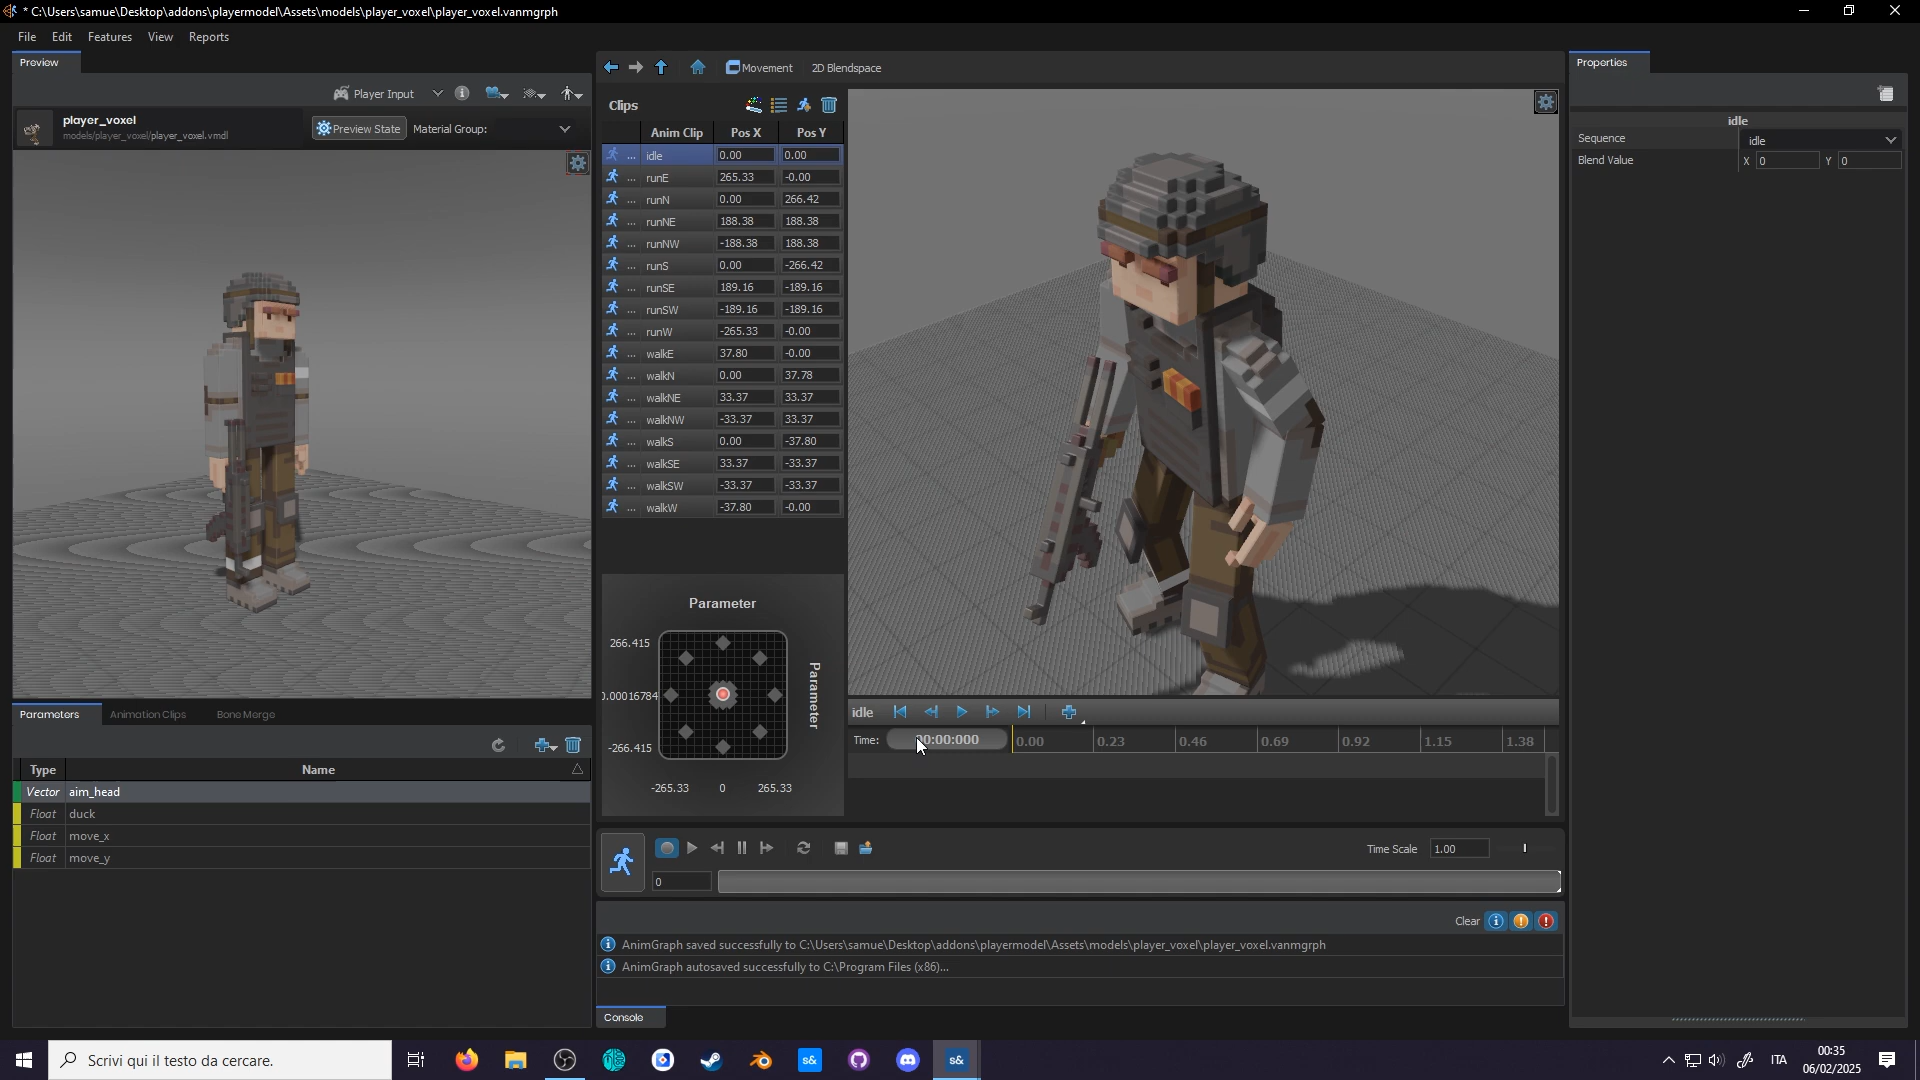 * C:\Users\samue\Desktop\addons\playermodel\Assets\models\player_voxel\player_voxel.vanmgrph
File Edit Features View Reports
Preview
Player Input
player_voxel
models/player_voxel/player_voxel.vmdl
Preview State
Material Group:
Movement 2D Blendspace
Clips
Anim Clip Pos X Pos Y
... idle 0.00 0.00
... runE 265.33 -0.00
... runN 0.00 266.42
... runNE 188.38 188.38
... runNW -188.38 188.38
... runS 0.00 -266.42
... runSE 189.16 -189.16
... runSW -189.16 -189.16
... runW -265.33 -0.00
... walkE 37.80 -0.00
... walkN 0.00 37.78
... walkNE 33.37 33.37
... walkNW -33.37 33.37
... walkS 0.00 -37.80
... walkSE 33.37 -33.37
... walkSW -33.37 -33.37
... walkW -37.80 -0.00
Parameter
266.415
0.00016784
-266.415
Parameter
-265.33 0 265.33
idle
Time: 00:00:000 0.00 0.23 0.46 0.69 0.92 1.15 1.38
Time Scale 1.00
0
Clear
AnimGraph saved successfully to C:\Users\samue\Desktop\addons\playermodel\Assets\models\player_voxel\player_voxel.vanmgrph
AnimGraph autosaved successfully to C:\Program Files (x86)...
Console
Properties
idle
Sequence idle
Blend Value X 0 Y 0
Parameters Animation Clips Bone Merge
Type Name
Vector aim_head
Float duck
Float move_x
Float move_y
Scrivi qui il testo da cercare.
s&
s&
ITA
00:35
06/02/2025